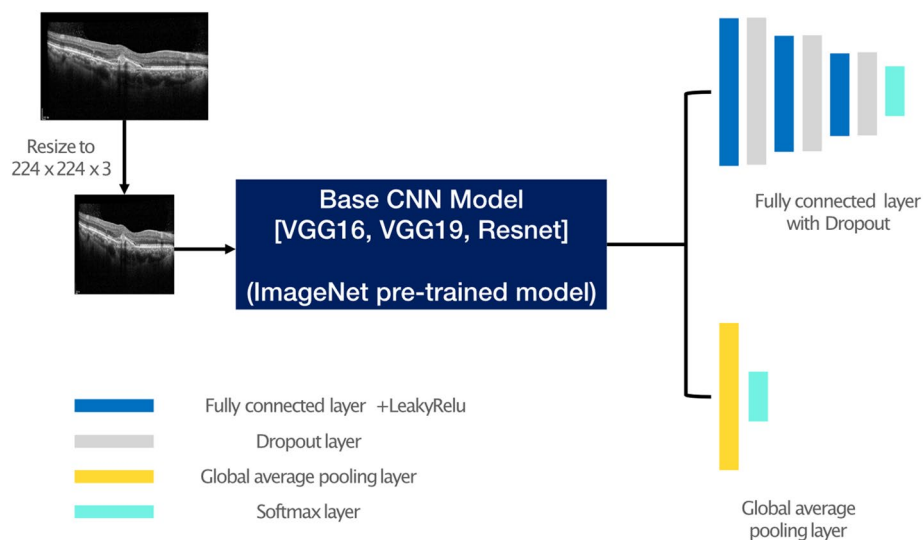 Resize to
224 x 224 x 3
Base CNN Model
[VGG16, VGG19, Resnet]
(ImageNet pre-trained model)
Fully connected layer
with Dropout
Fully connected layer +LeakyRelu
Dropout layer
Global average pooling layer
Softmax layer
Global average
pooling layer